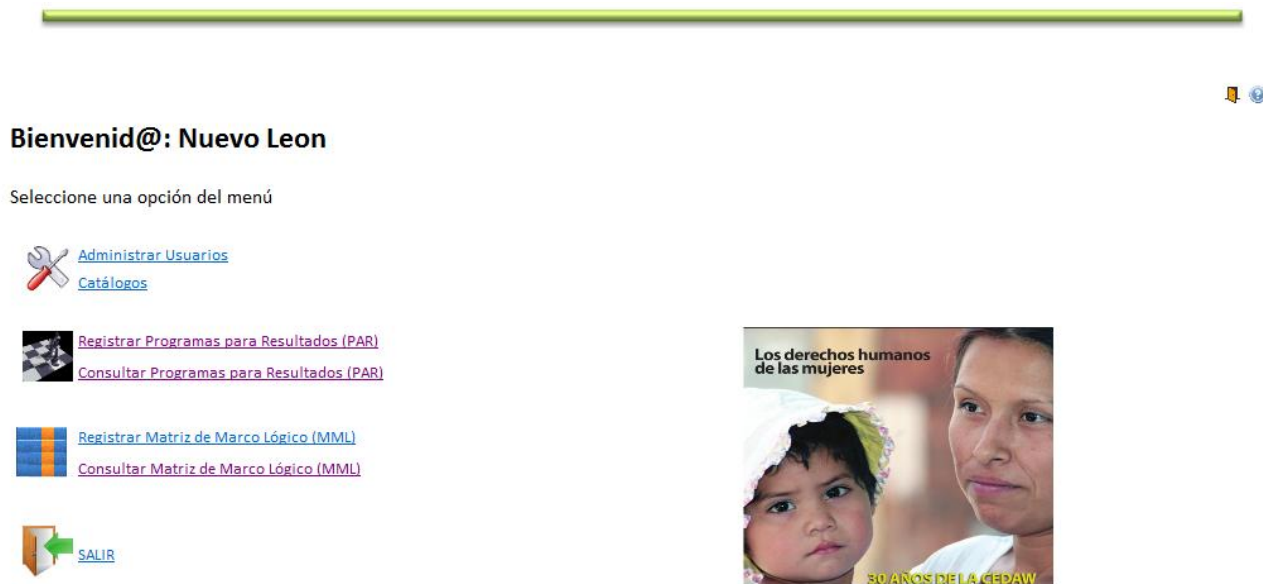 Bienvenid@: Nuevo Leon
Seleccione una opción del menú
Administrar Usuarios
Catálogos
Registrar Programas para Resultados (PAR)
Consultar Programas para Resultados (PAR)
Registrar Matriz de Marco Lógico (MML)
Consultar Matriz de Marco Lógico (MML)
SALIR
Los derechos humanos
de las mujeres
30 AÑOS DE LA CEDAW